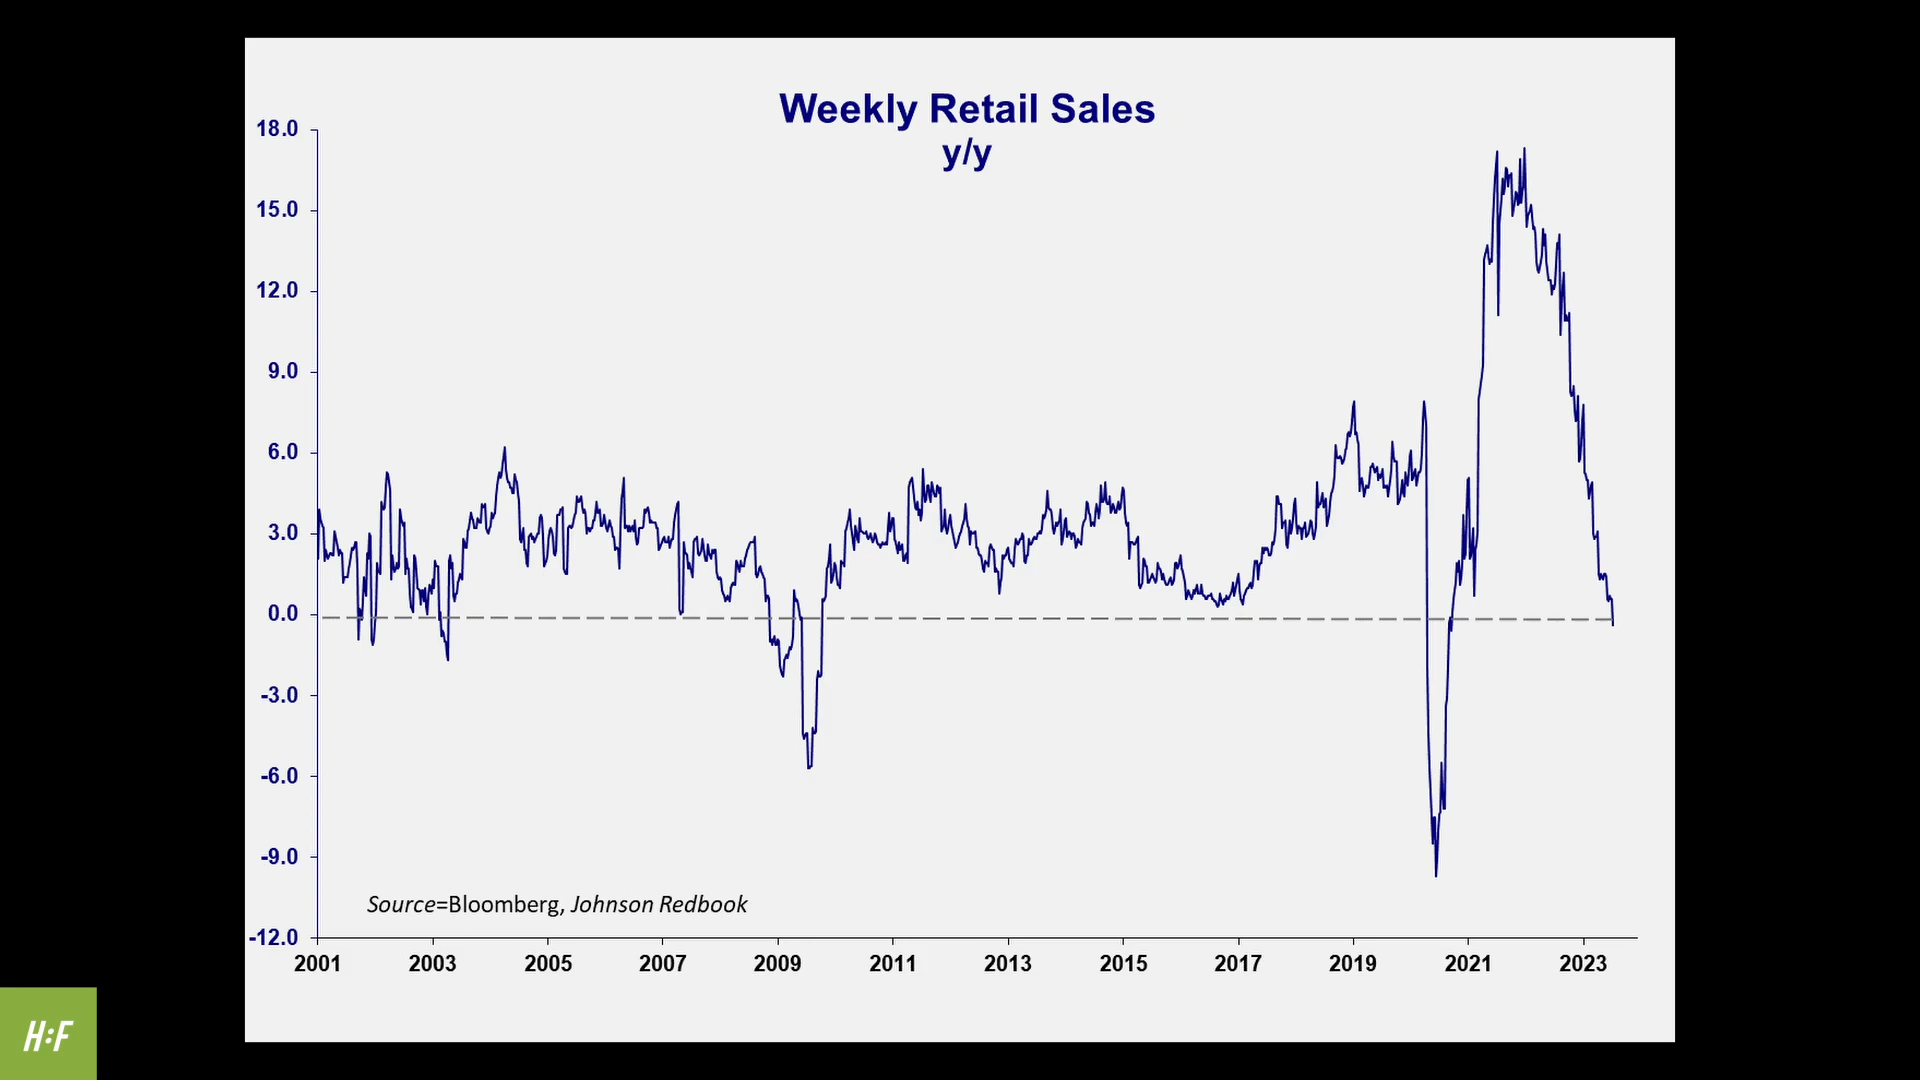 Weekly Retail Sales
y/y
18.0
15.0
12.0
9.0
6.0
3.0
0.0
-3.0
-6.0
-9.0
-12.0
Source=Bloomberg, Johnson Redbook
2001 2003 2005 2007 2009 2011 2013 2015 2017 2019 2021 2023
H:F